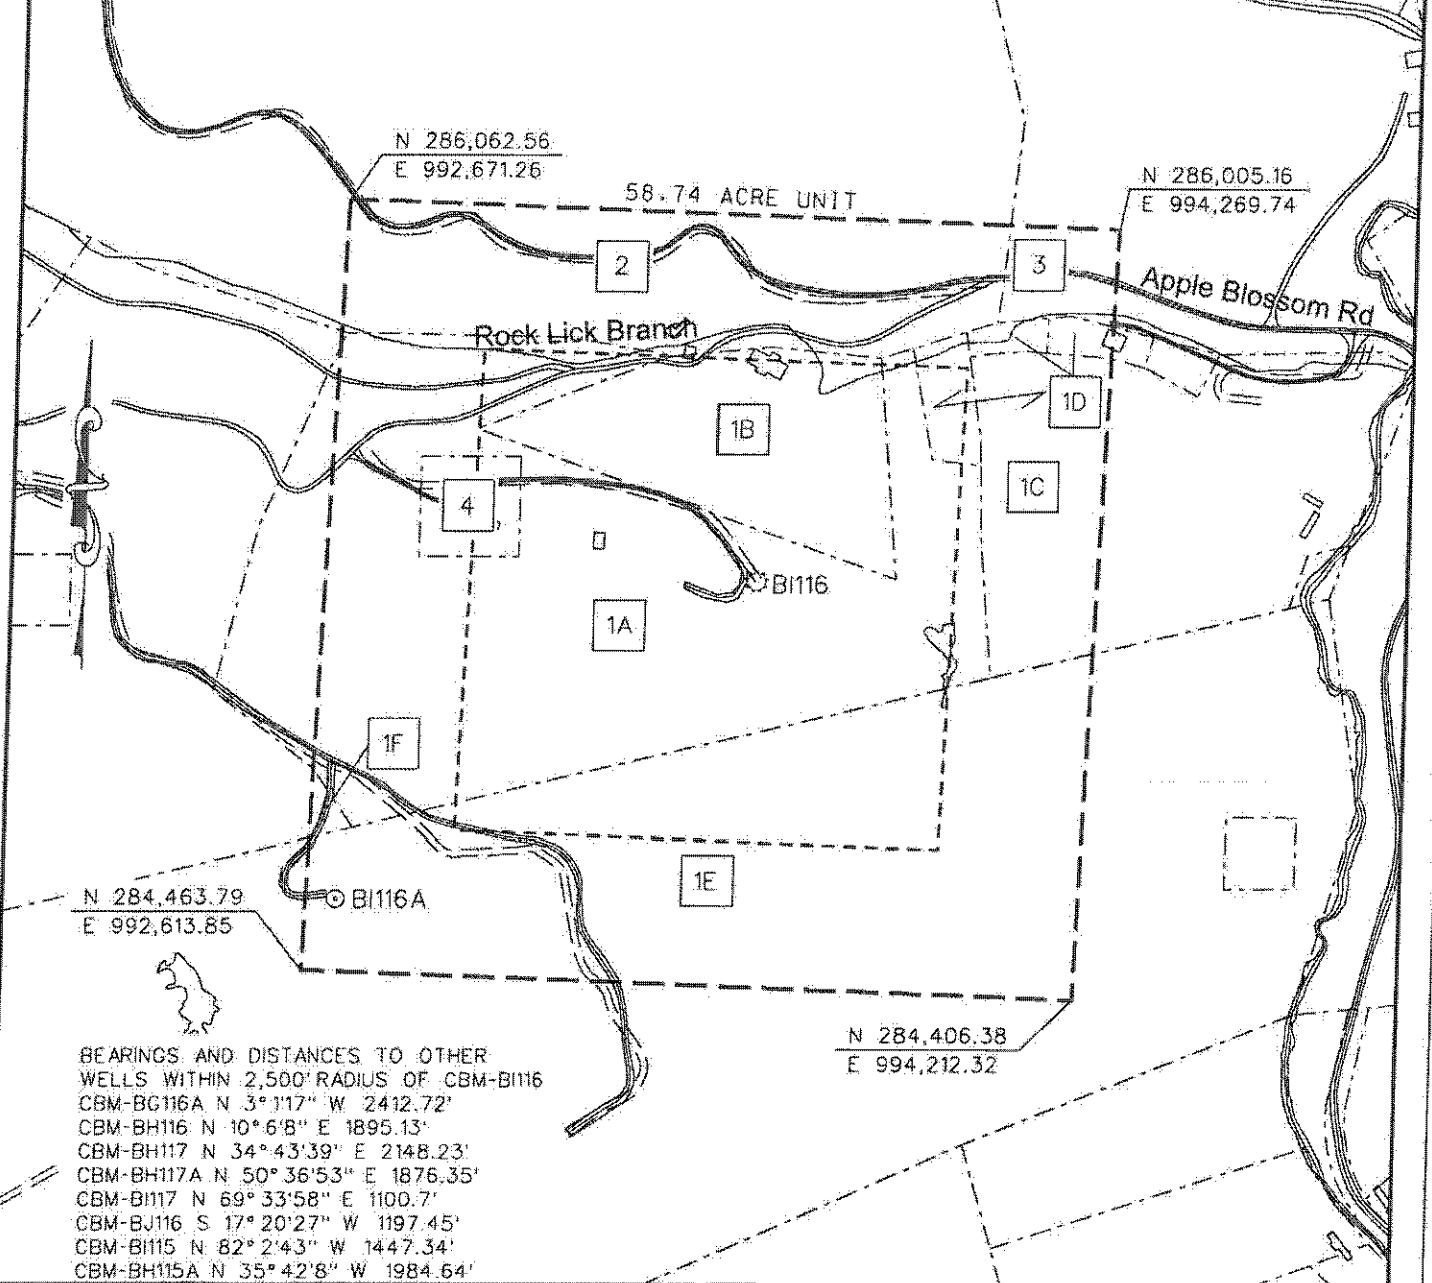 N 286,062.56
E 992,671.26
N 286,005.16
E 994,269.74
58.74 ACRE UNIT
2
3
Apple Blossom Rd
Rock Lick Branch
1D
1B
1C
4
BI116
1A
1F
1E
BI116A
N 284,463.79
E 992,613.85
N 284,406.38
E 994,212.32
BEARINGS AND DISTANCES TO OTHER
WELLS WITHIN 2,500' RADIUS OF CBM-BI116
CBM-BG116A N 3°1'17" W 2412.72'
CBM-BH116 N 10°6'8" E 1895.13'
CBM-BH117 N 34°43'39" E 2148.23'
CBM-BH117A N 50°36'53" E 1876.35'
CBM-BI117 N 69°33'58" E 1100.7'
CBM-BJ116 S 17°20'27" W 1197.45'
CBM-BI115 N 82°2'43" W 1447.34'
CBM-BH115A N 35°42'8" W 1984.64'